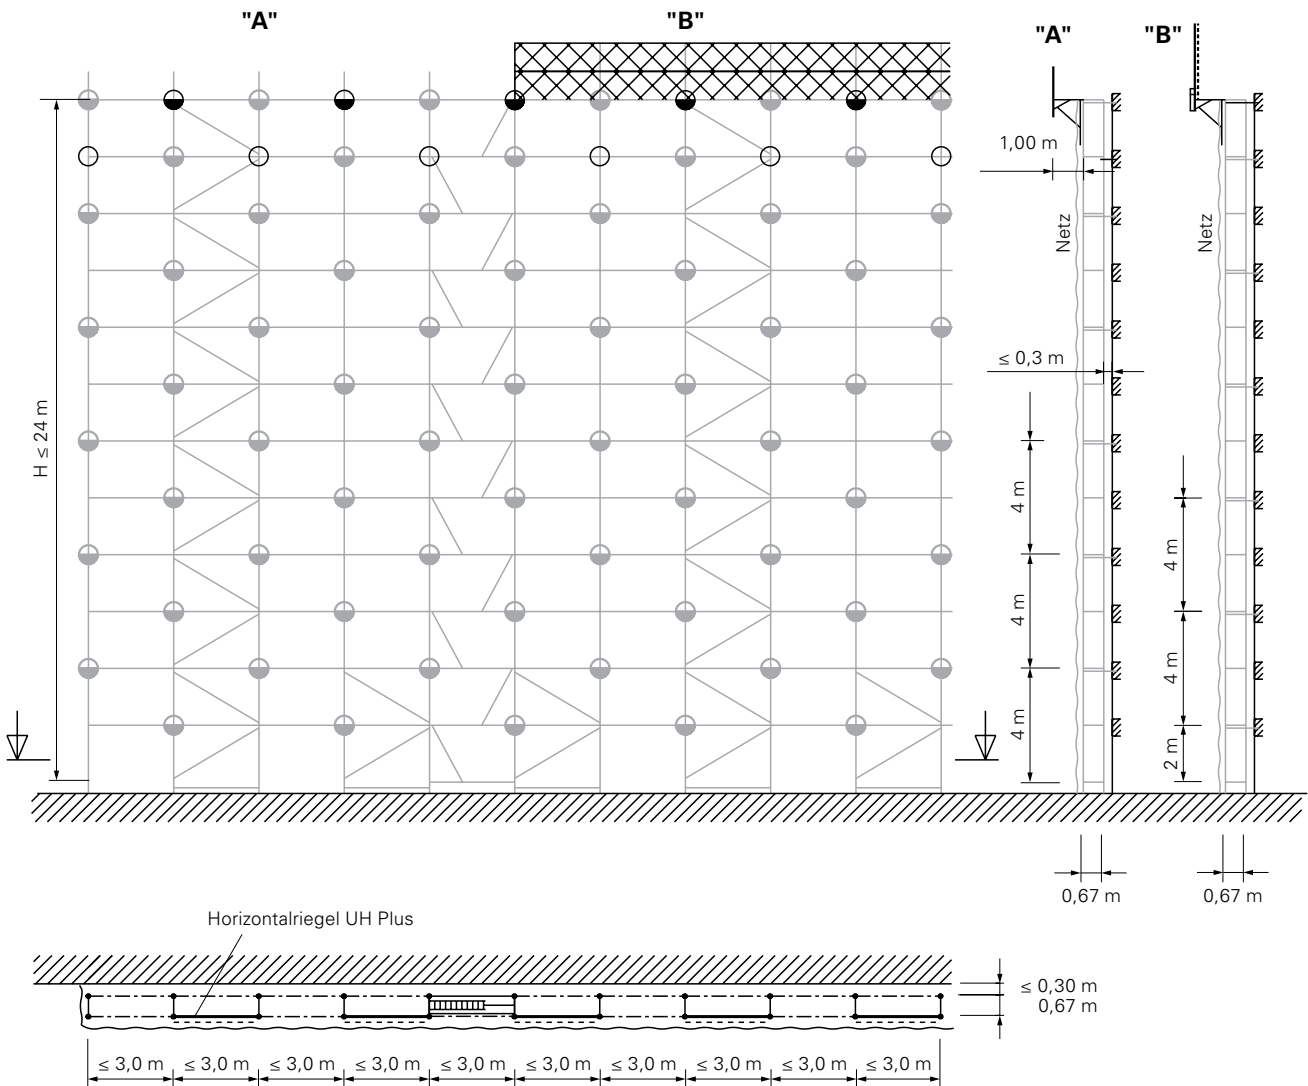 "A"
"B"
"A"
"B"
1,00 m
Netz
Netz
≤ 0,3 m
H ≤ 24 m
4 m
4 m
4 m
4 m
4 m
2 m
0,67 m
0,67 m
Horizontalriegel UH Plus
≤ 0,30 m
0,67 m
≤ 3,0 m ≤ 3,0 m ≤ 3,0 m ≤ 3,0 m ≤ 3,0 m ≤ 3,0 m ≤ 3,0 m ≤ 3,0 m ≤ 3,0 m ≤ 3,0 m